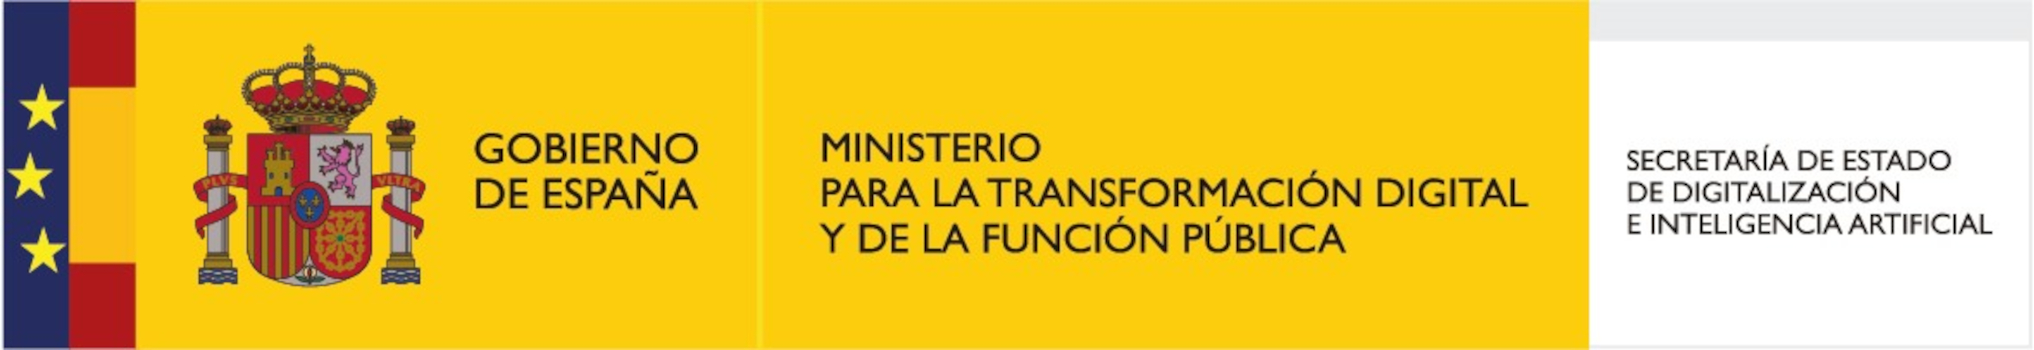 PLVS
VLTRA
GOBIERNO
DE ESPAÑA
MINISTERIO
PARA LA TRANSFORMACIÓN DIGITAL
Y DE LA FUNCIÓN PÚBLICA
SECRETARÍA DE ESTADO
DE DIGITALIZACIÓN
E INTELIGENCIA ARTIFICIAL